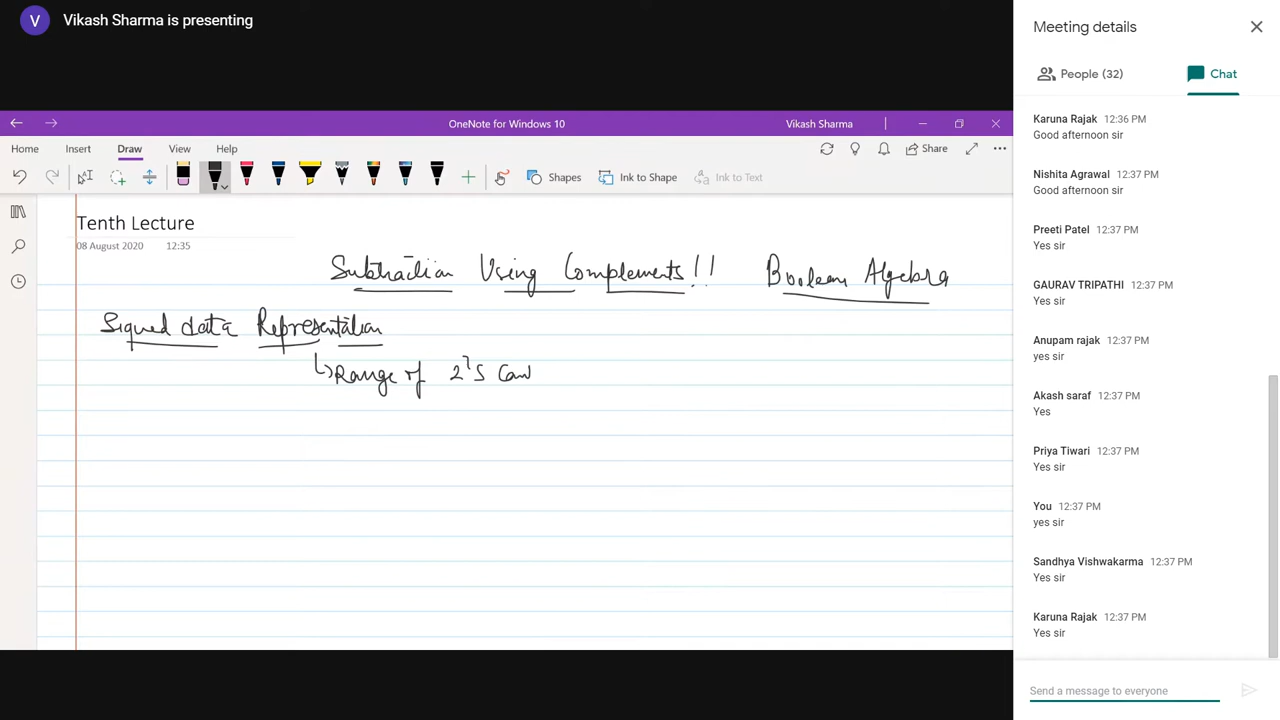 V Vikash Sharma is presenting
OneNote for Windows 10
Vikash Sharma
Home Insert Draw View Help
Share
Shapes Ink to Shape Ink to Text
Tenth Lecture
08 August 2020 12:35
Subtraction Using Complements!! Boolean Algebra
Signed data Representation
↳ Range of 2's Com
Meeting details
People (32) Chat
Karuna Rajak 12:36 PM
Good afternoon sir
Nishita Agrawal 12:37 PM
Good afternoon sir
Preeti Patel 12:37 PM
Yes sir
GAURAV TRIPATHI 12:37 PM
Yes sir
Anupam rajak 12:37 PM
yes sir
Akash saraf 12:37 PM
Yes
Priya Tiwari 12:37 PM
Yes sir
You 12:37 PM
yes sir
Sandhya Vishwakarma 12:37 PM
Yes sir
Karuna Rajak 12:37 PM
Yes sir
Send a message to everyone